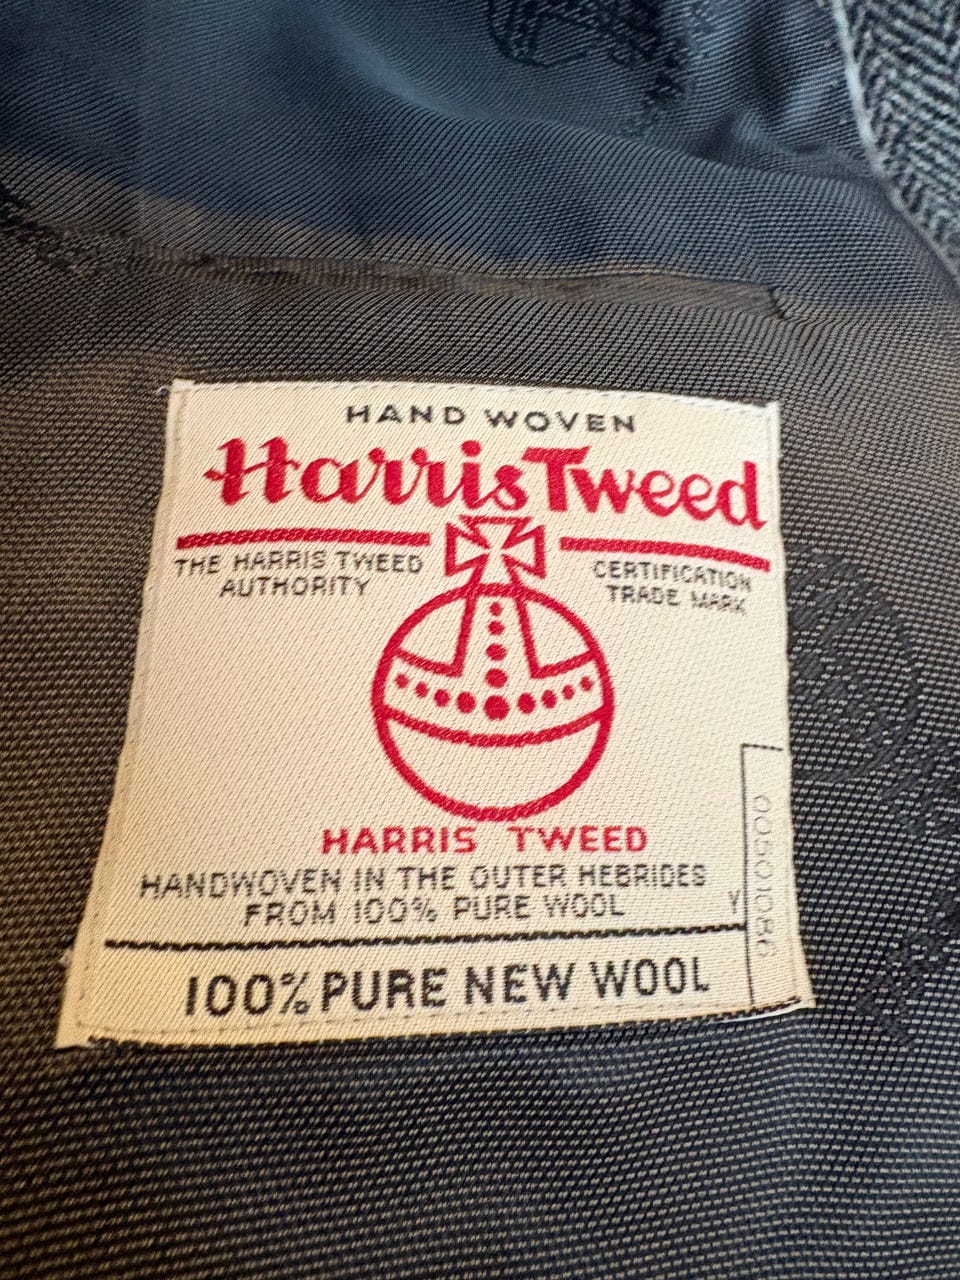 HAND WOVEN
Harris Tweed
THE HARRIS TWEED
AUTHORITY
CERTIFICATION
TRADE MARK
HARRIS TWEED
HANDWOVEN IN THE OUTER HEBRIDES
FROM 100% PURE WOOL
Y
100% PURE NEW WOOL
00501086